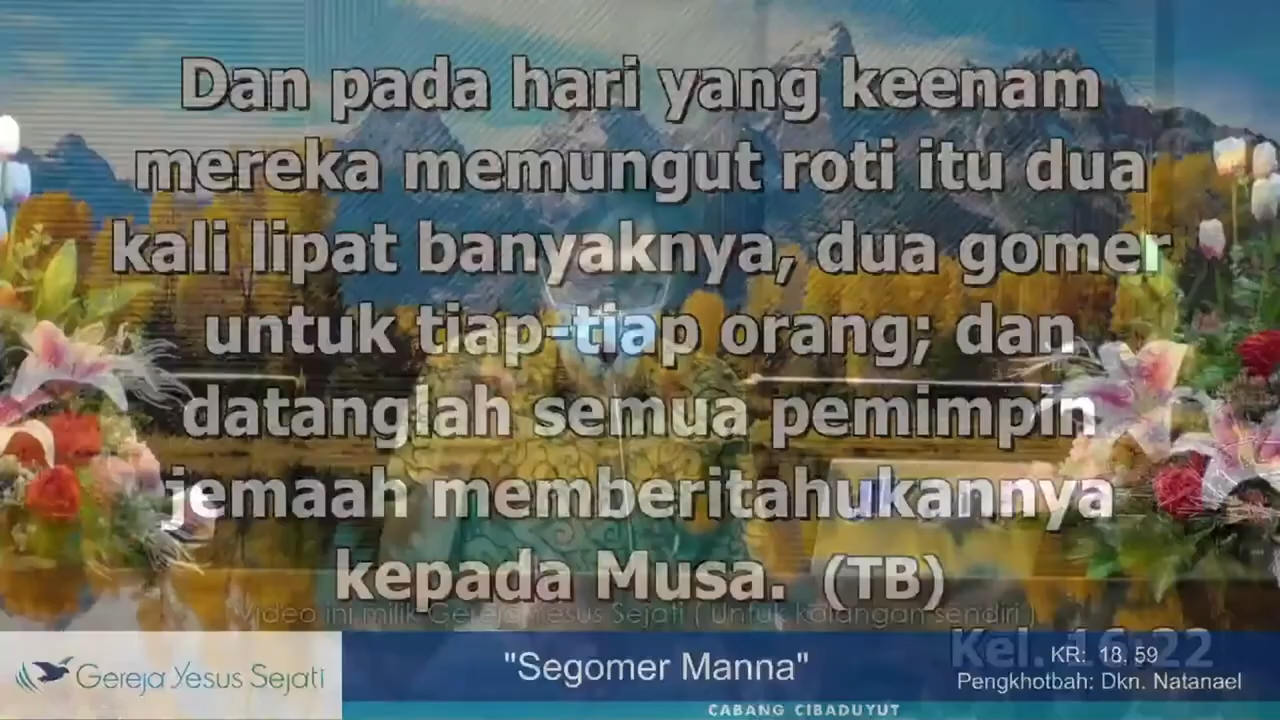 Dan pada hari yang keenam
mereka memungut roti itu dua
kali lipat banyaknya, dua gomer
untuk tiap-tiap orang; dan
datanglah semua pemimpin
jemaah memberitahukannya
kepada Musa. (TB)
Video ini milik Gereja Yesus Sejati ( Untuk kalangan sendiri )
Kel. 16:22
Gereja Yesus Sejati
"Segomer Manna"
KR: 18, 59
Pengkhotbah: Dkn. Natanael
CABANG CIBADUYUT